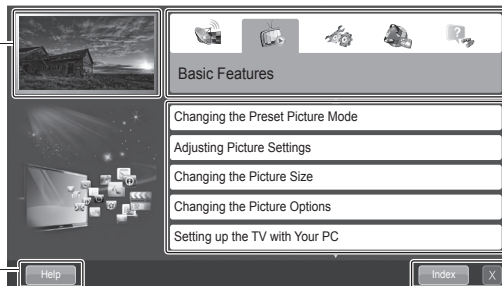 Basic Features
Changing the Preset Picture Mode
Adjusting Picture Settings
Changing the Picture Size
Changing the Picture Options
Setting up the TV with Your PC
Help
Index
X